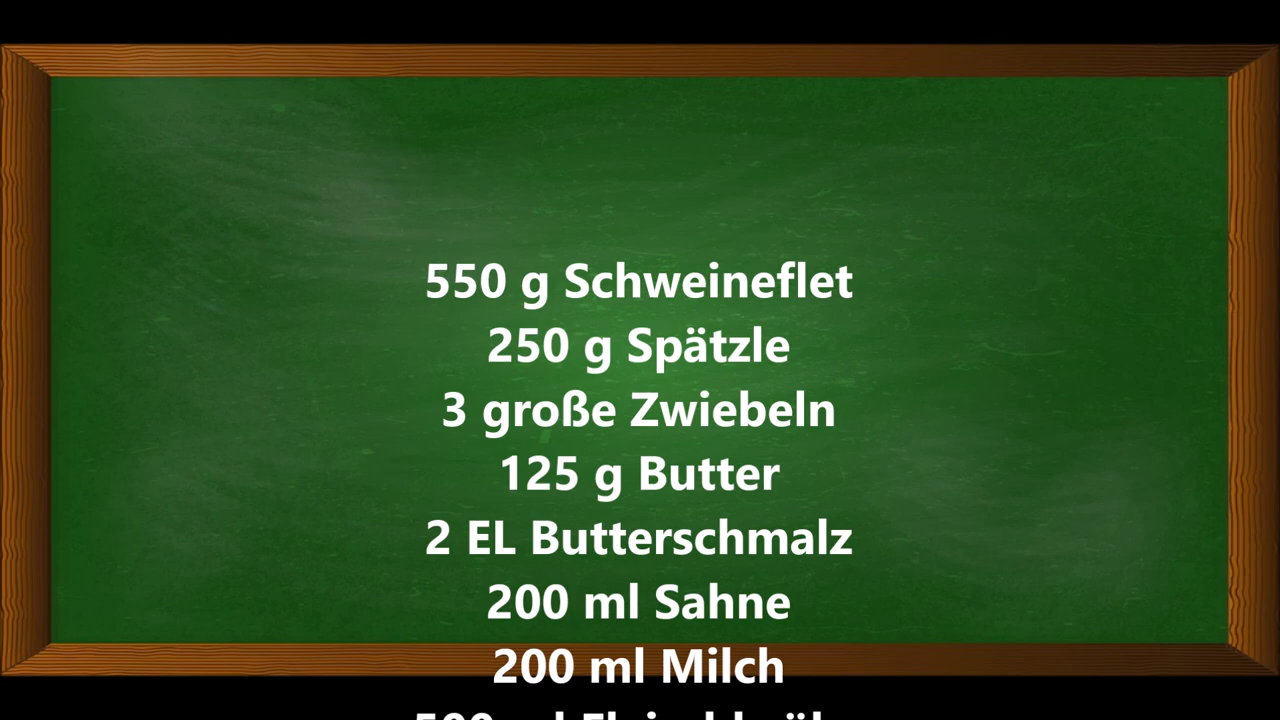 550 g Schweineflet
250 g Spätzle
3 große Zwiebeln
125 g Butter
2 EL Butterschmalz
200 ml Sahne
200 ml Milch